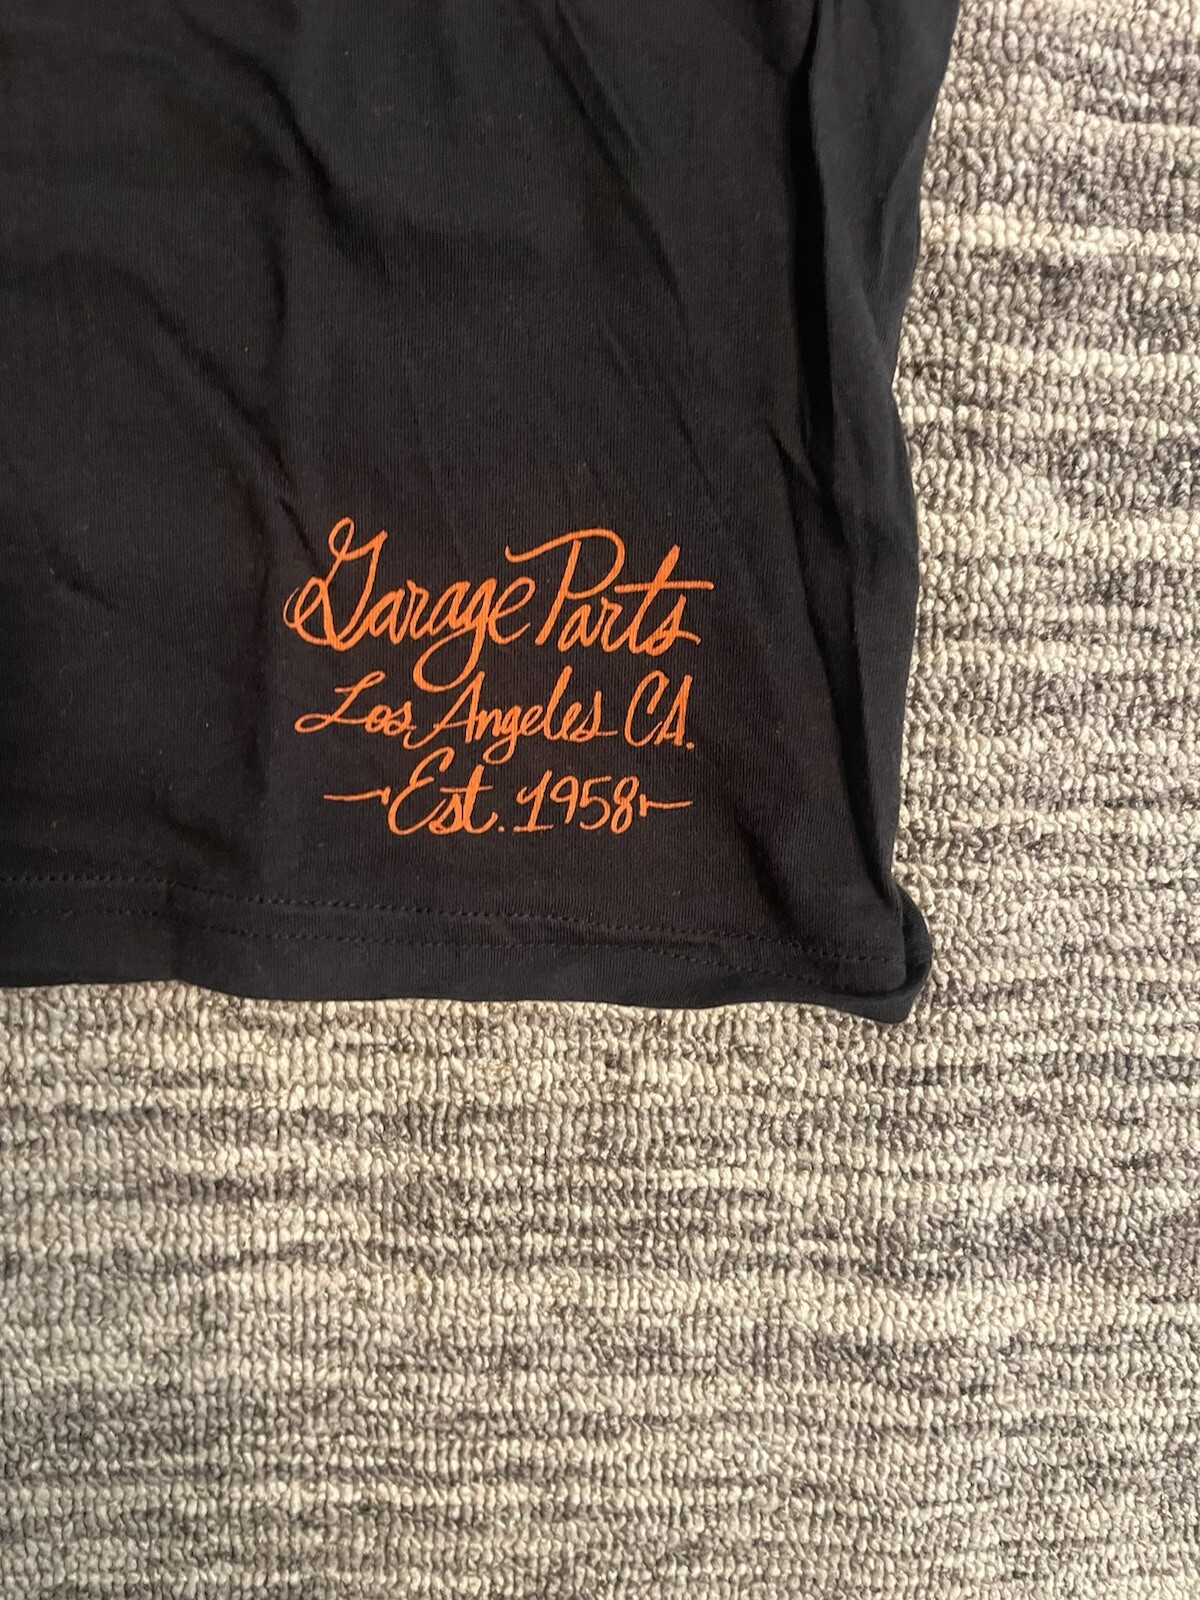 Garage Parts
Los Angeles CA.
-Est. 1958-